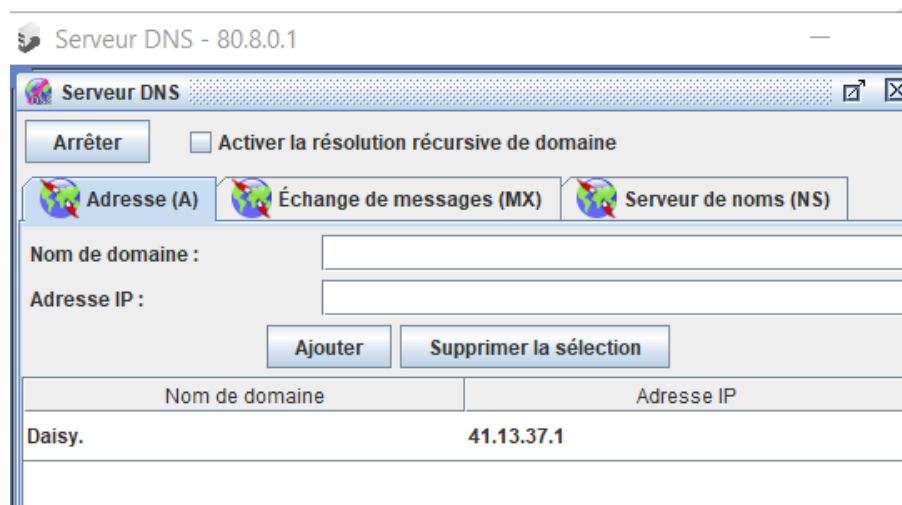 Serveur DNS - 80.8.0.1
Serveur DNS
Arrêter Activer la résolution récursive de domaine
Adresse (A) Échange de messages (MX) Serveur de noms (NS)
Nom de domaine :
Adresse IP :
Ajouter Supprimer la sélection
Nom de domaine Adresse IP
Daisy. 41.13.37.1